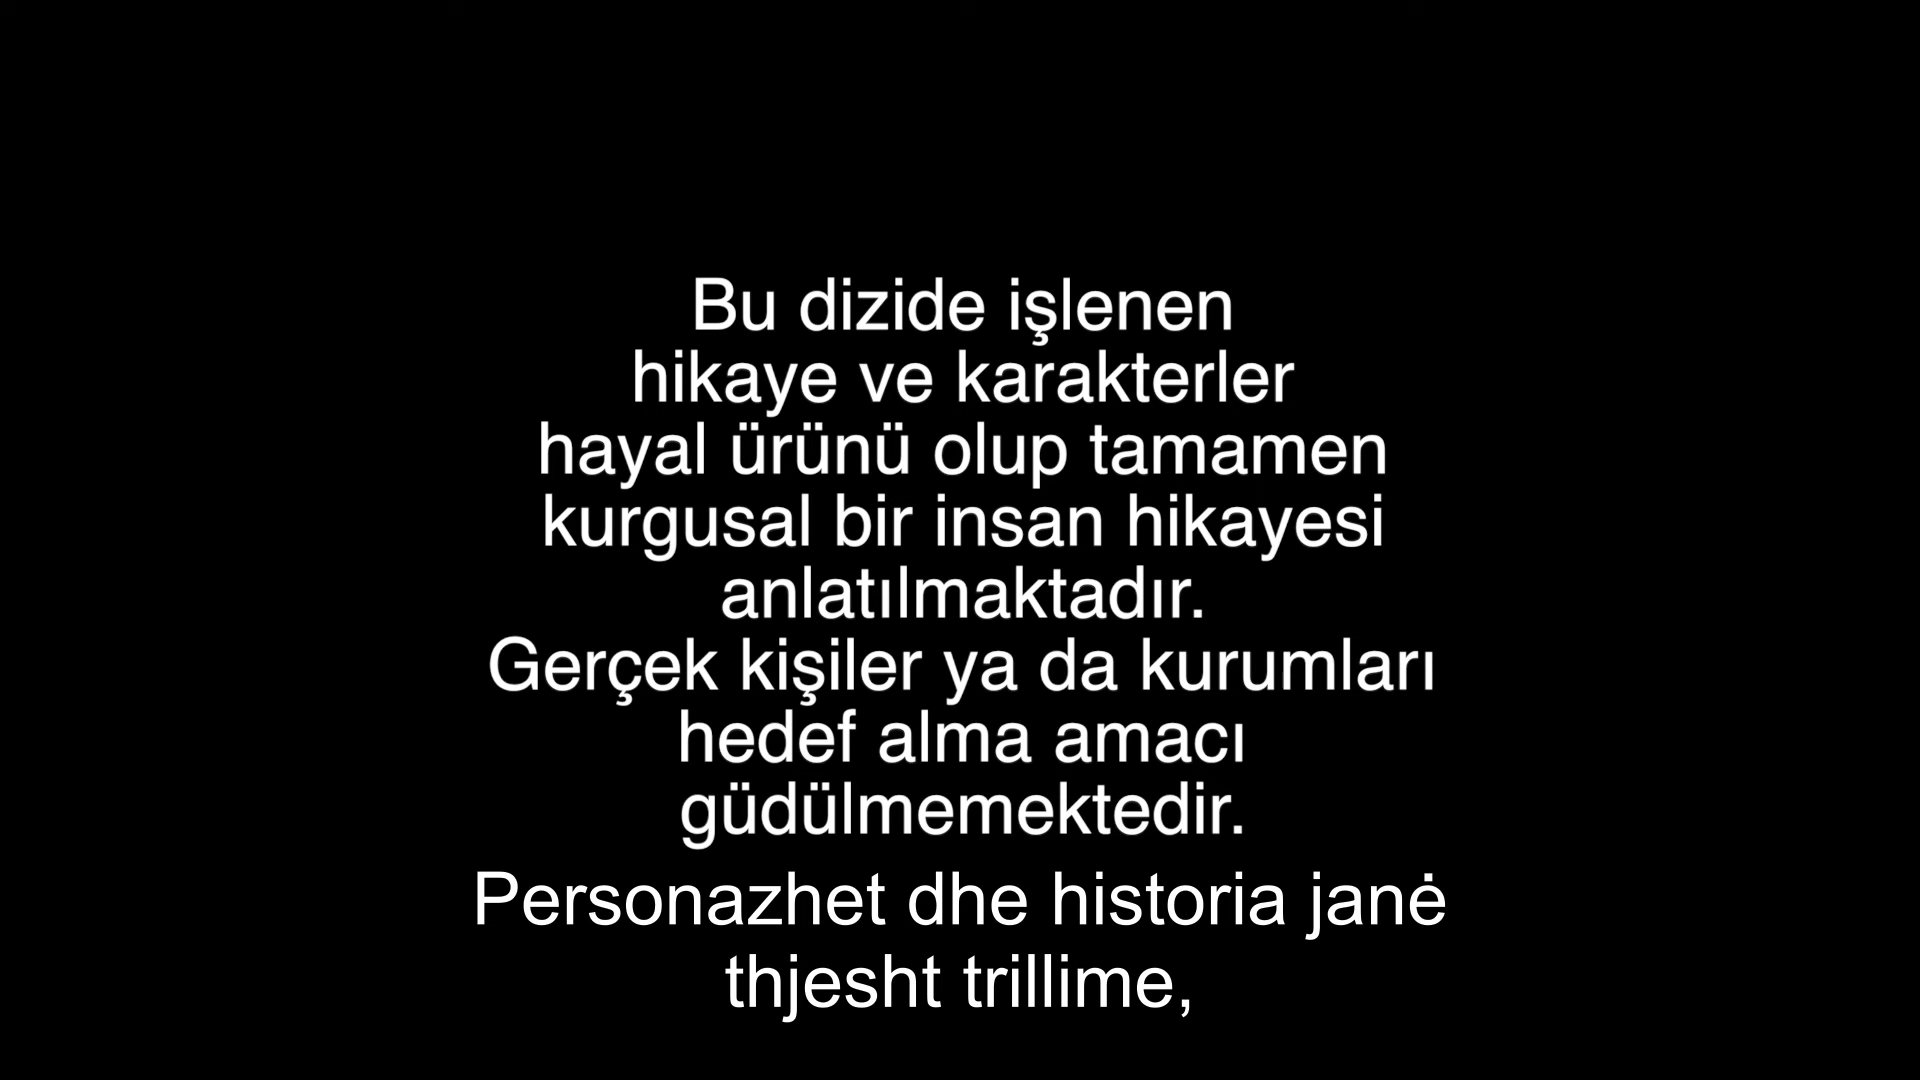 Bu dizide işlenen
hikaye ve karakterler
hayal ürünü olup tamamen
kurgusal bir insan hikayesi
anlatılmaktadır.
Gerçek kişiler ya da kurumları
hedef alma amacı
güdülmemektedir.
Personazhet dhe historia janė
thjesht trillime,